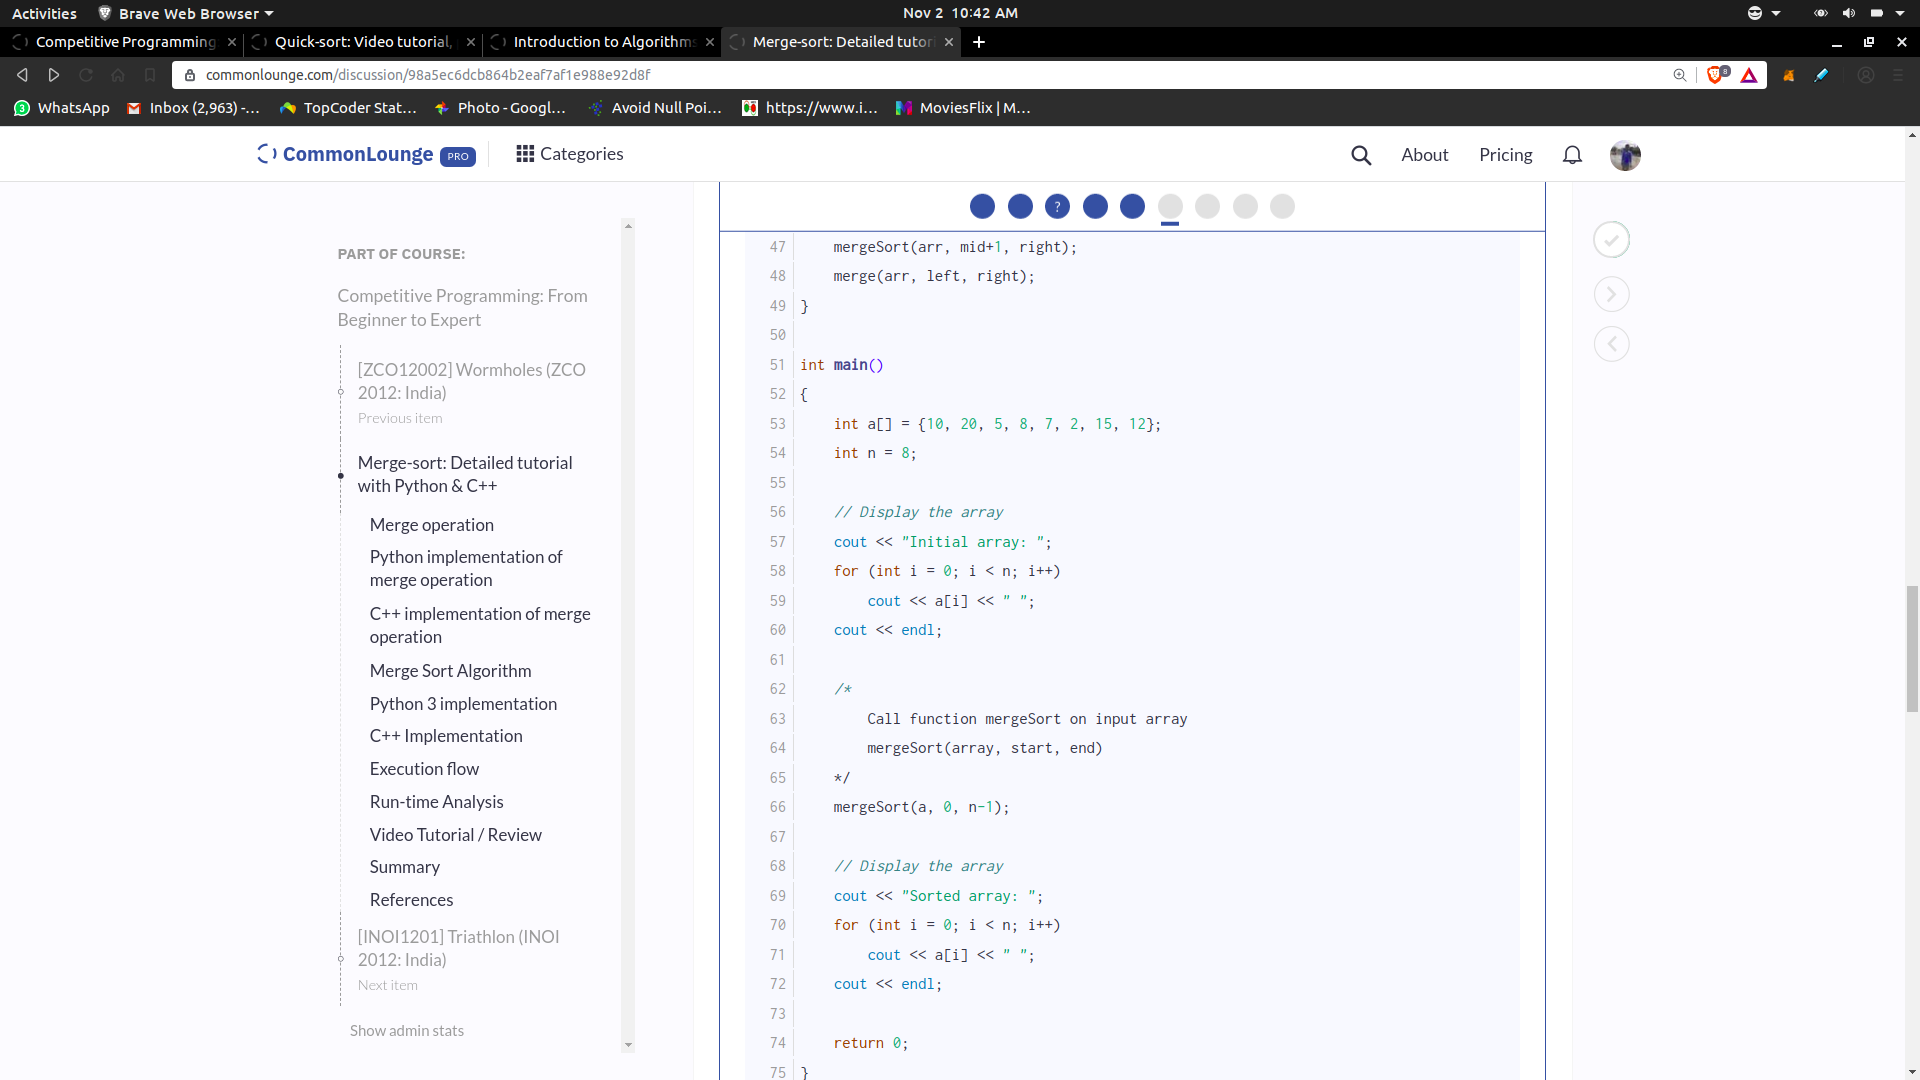 Activities Brave Web Browser Nov 2 10:42 AM
Competitive Programming Quick-sort: Video tutorial, Introduction to Algorithms Merge-sort: Detailed tutori
commonlounge.com/discussion/98a5ec6dcb864b2eaf7af1e988e92d8f 8
3 WhatsApp Inbox (2,963) -... TopCoder Stat... Photo - Googl... Avoid Null Poi... https://www.i... MoviesFlix | M...
CommonLounge PRO Categories About Pricing
?
PART OF COURSE:
Competitive Programming: From
Beginner to Expert
[ZCO12002] Wormholes (ZCO
2012: India)
Previous item
Merge-sort: Detailed tutorial
with Python & C++
Merge operation
Python implementation of
merge operation
C++ implementation of merge
operation
Merge Sort Algorithm
Python 3 implementation
C++ Implementation
Execution flow
Run-time Analysis
Video Tutorial / Review
Summary
References
[INOI1201] Triathlon (INOI
2012: India)
Next item
Show admin stats
47     mergeSort(arr, mid+1, right);
48     merge(arr, left, right);
49 }
50
51 int main()
52 {
53     int a[] = {10, 20, 5, 8, 7, 2, 15, 12};
54     int n = 8;
55
56     // Display the array
57     cout << "Initial array: ";
58     for (int i = 0; i < n; i++)
59         cout << a[i] << " ";
60     cout << endl;
61
62     /*
63         Call function mergeSort on input array
64         mergeSort(array, start, end)
65     */
66     mergeSort(a, 0, n-1);
67
68     // Display the array
69     cout << "Sorted array: ";
70     for (int i = 0; i < n; i++)
71         cout << a[i] << " ";
72     cout << endl;
73
74     return 0;
75 }